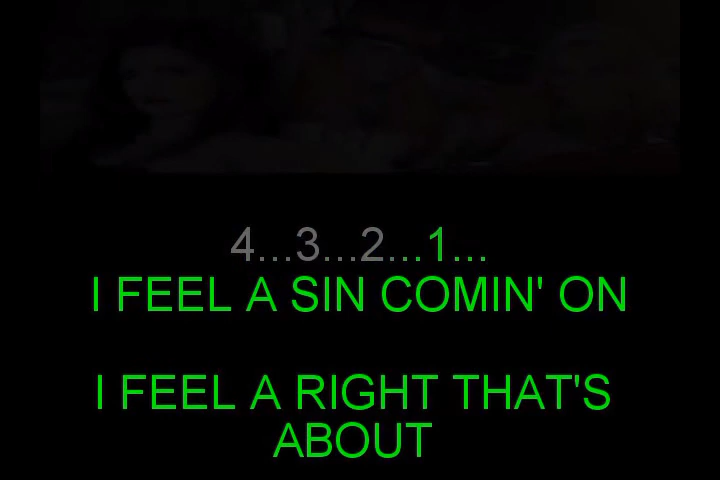 4...3...2...1...
I FEEL A SIN COMIN' ON
I FEEL A RIGHT THAT'S
ABOUT